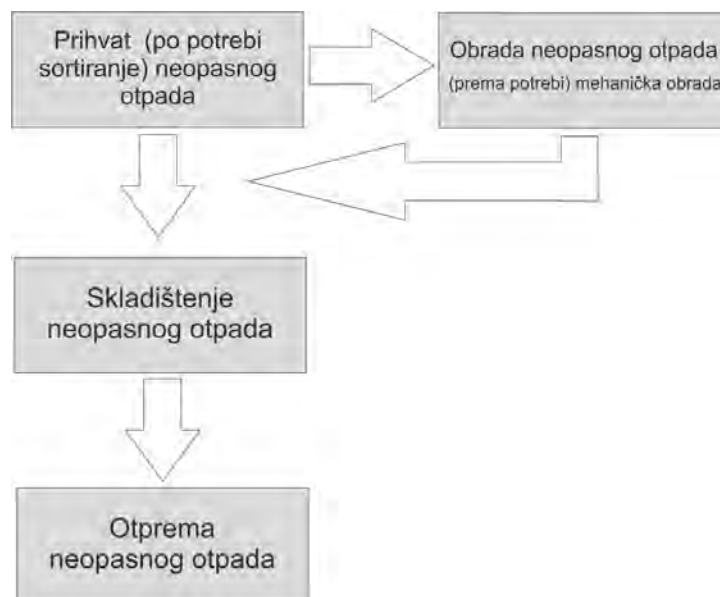 Prihvat (po potrebi
sortiranje) neopasnog
otpada
Obrada neopasnog otpada
(prema potrebi) mehanička obrada
Skladištenje
neopasnog otpada
Otprema
neopasnog otpada